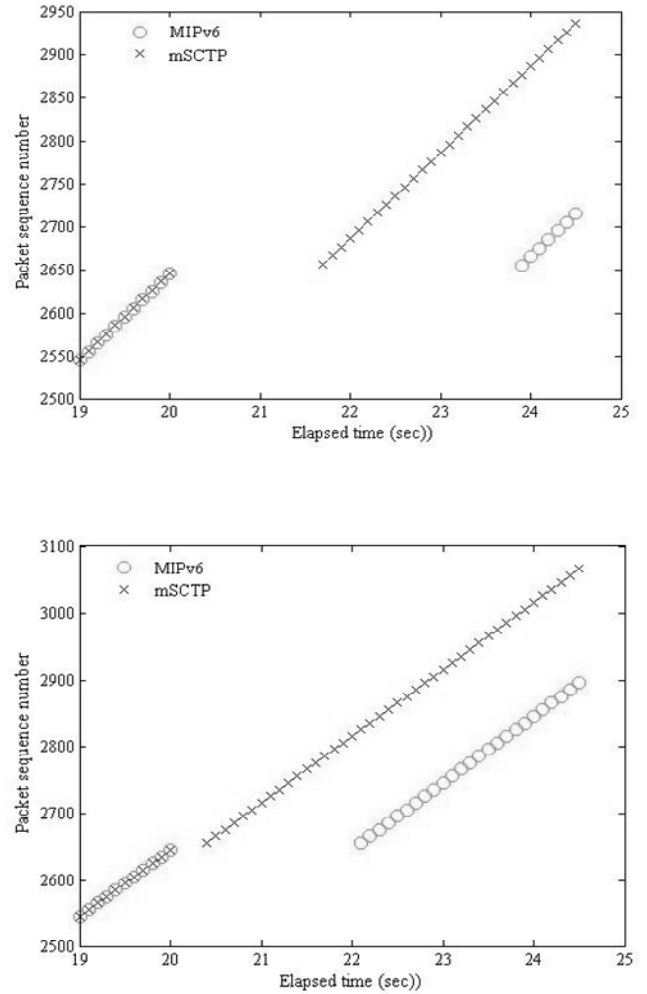 2950
2900
2850
2800
2750
2700
2650
2600
2550
2500
Packet sequence number
MIPv6
mSCTP
19 20 21 22 23 24 25
Elapsed time (sec))
3100
3000
2900
2800
2700
2600
2500
Packet sequence number
MIPv6
mSCTP
19 20 21 22 23 24 25
Elapsed time (sec))